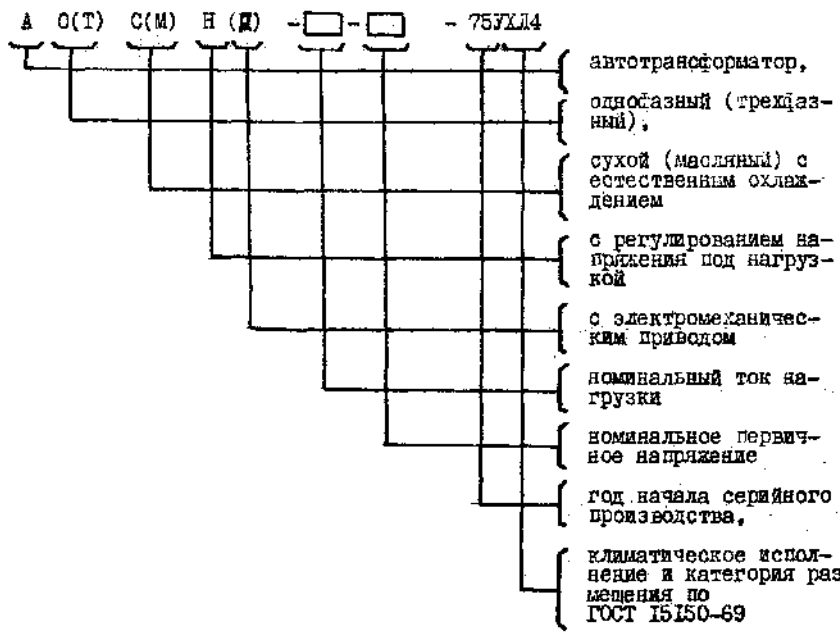 А О(Т) С(М) Н (Д) - - - 75УХЛ4
автотрансформатор,
однофазный (трехфаз-
ный),
сухой (масляный) с
естественным охлаж-
дением
с регулированием на-
пряжения под нагруз-
кой
с электромеханичес-
ким приводом
номинальный ток на-
грузки
номинальное первич-
ное напряжение
год начала серийного
производства,
климатическое испол-
нение и категория раз
мещения по
ГОСТ 15150-69